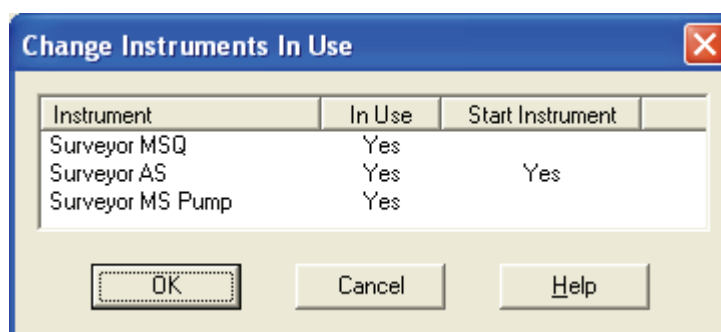 Change Instruments In Use
Instrument In Use Start Instrument
Surveyor MSQ Yes
Surveyor AS Yes Yes
Surveyor MS Pump Yes
OK Cancel Help